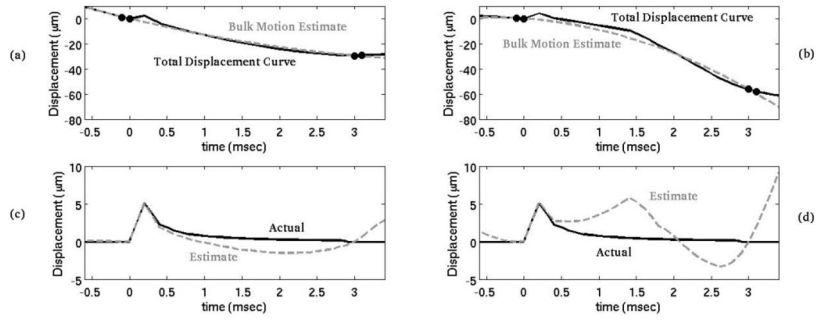 (a)
Displacement (μm)
0
-20
-40
-60
-80
Bulk Motion Estimate
Total Displacement Curve
-0.5 0 0.5 1 1.5 2 2.5 3
time (msec)
Displacement (μm)
0
-20
-40
-60
-80
Total Displacement Curve
Bulk Motion Estimate
-0.5 0 0.5 1 1.5 2 2.5 3
time (msec)
(b)
(c)
Displacement (μm)
10
5
0
-5
Actual
Estimate
-0.5 0 0.5 1 1.5 2 2.5 3
time (msec)
Displacement (μm)
10
5
0
-5
Estimate
Actual
-0.5 0 0.5 1 1.5 2 2.5 3
time (msec)
(d)